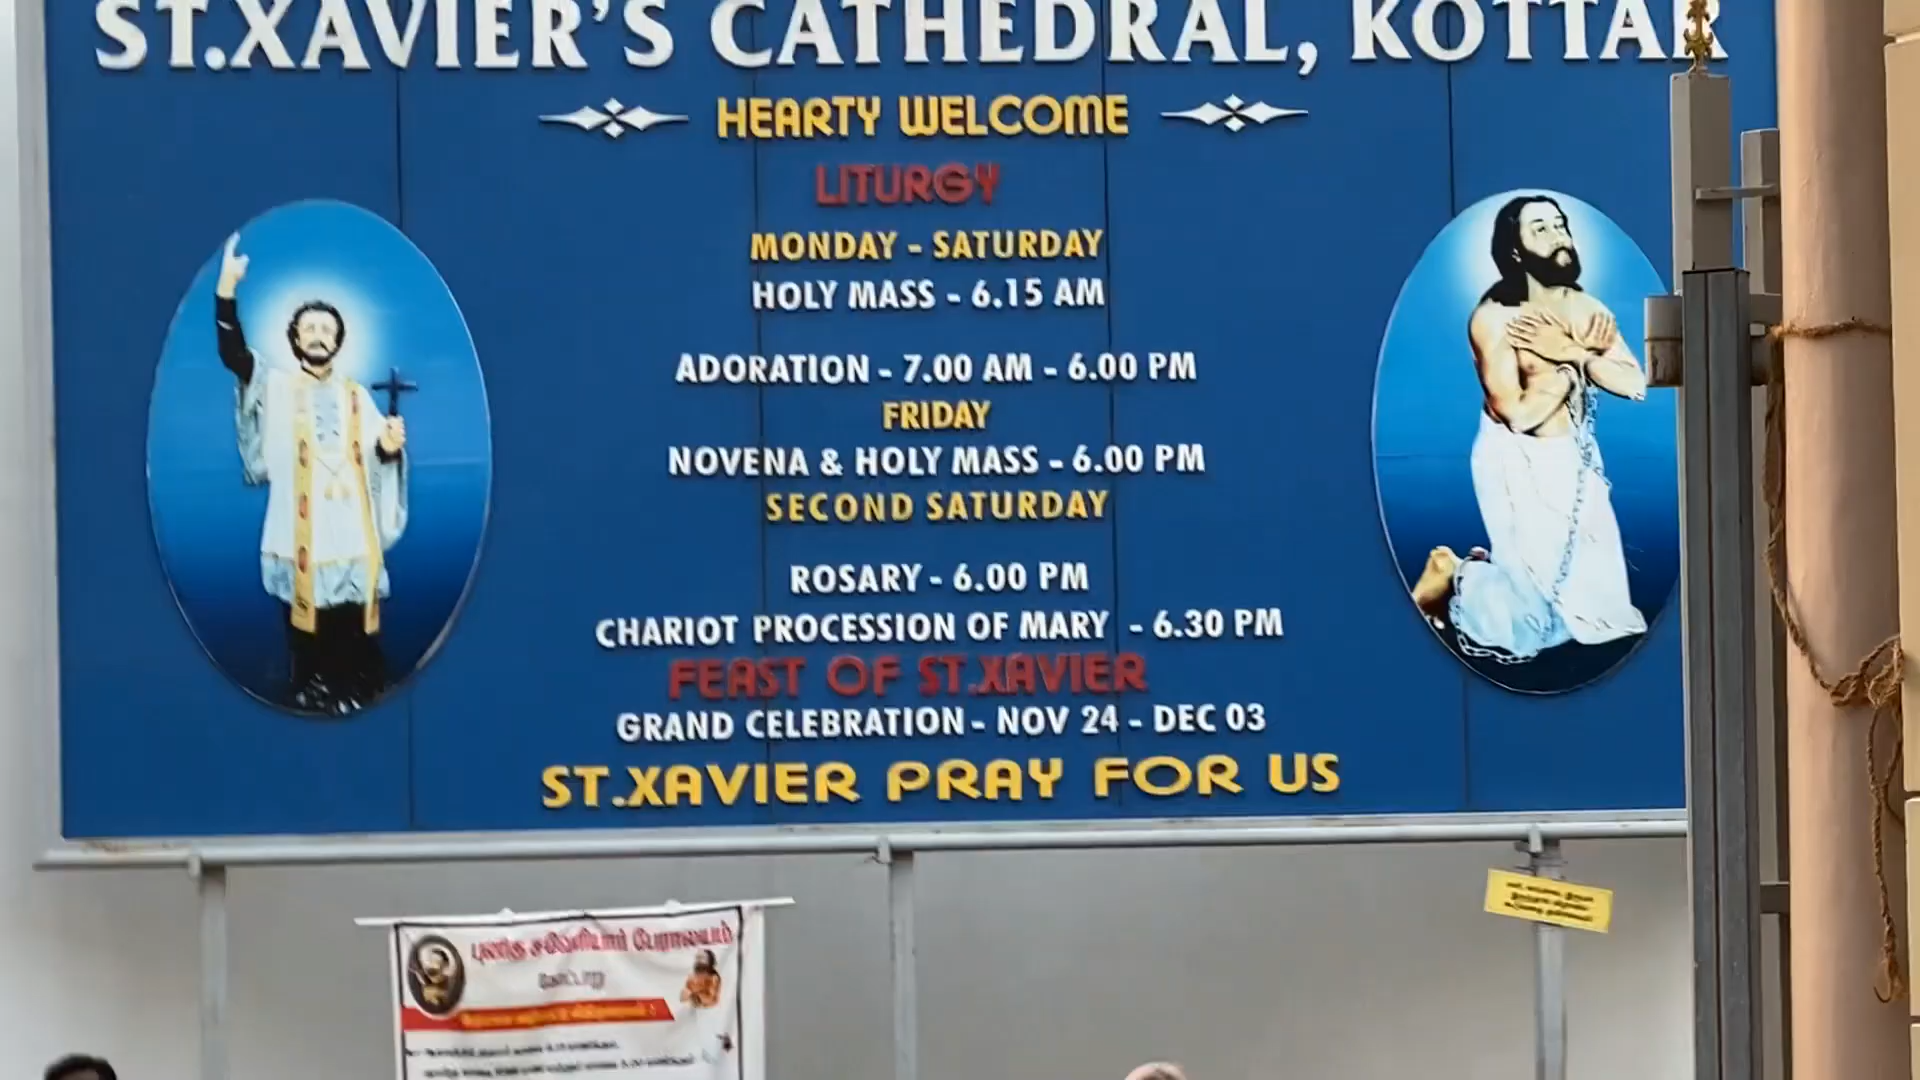 ST.XAVIER'S CATHEDRAL, KOTTAR
HEARTY WELCOME
LITURGY
MONDAY - SATURDAY
HOLY MASS - 6.15 AM
ADORATION - 7.00 AM - 6.00 PM
FRIDAY
NOVENA & HOLY MASS - 6.00 PM
SECOND SATURDAY
ROSARY - 6.00 PM
CHARIOT PROCESSION OF MARY - 6.30 PM
FEAST OF ST.XAVIER
GRAND CELEBRATION - NOV 24 - DEC 03
ST.XAVIER PRAY FOR US
புனித சவேரியார் பேராலயம்
கோட்டாறு